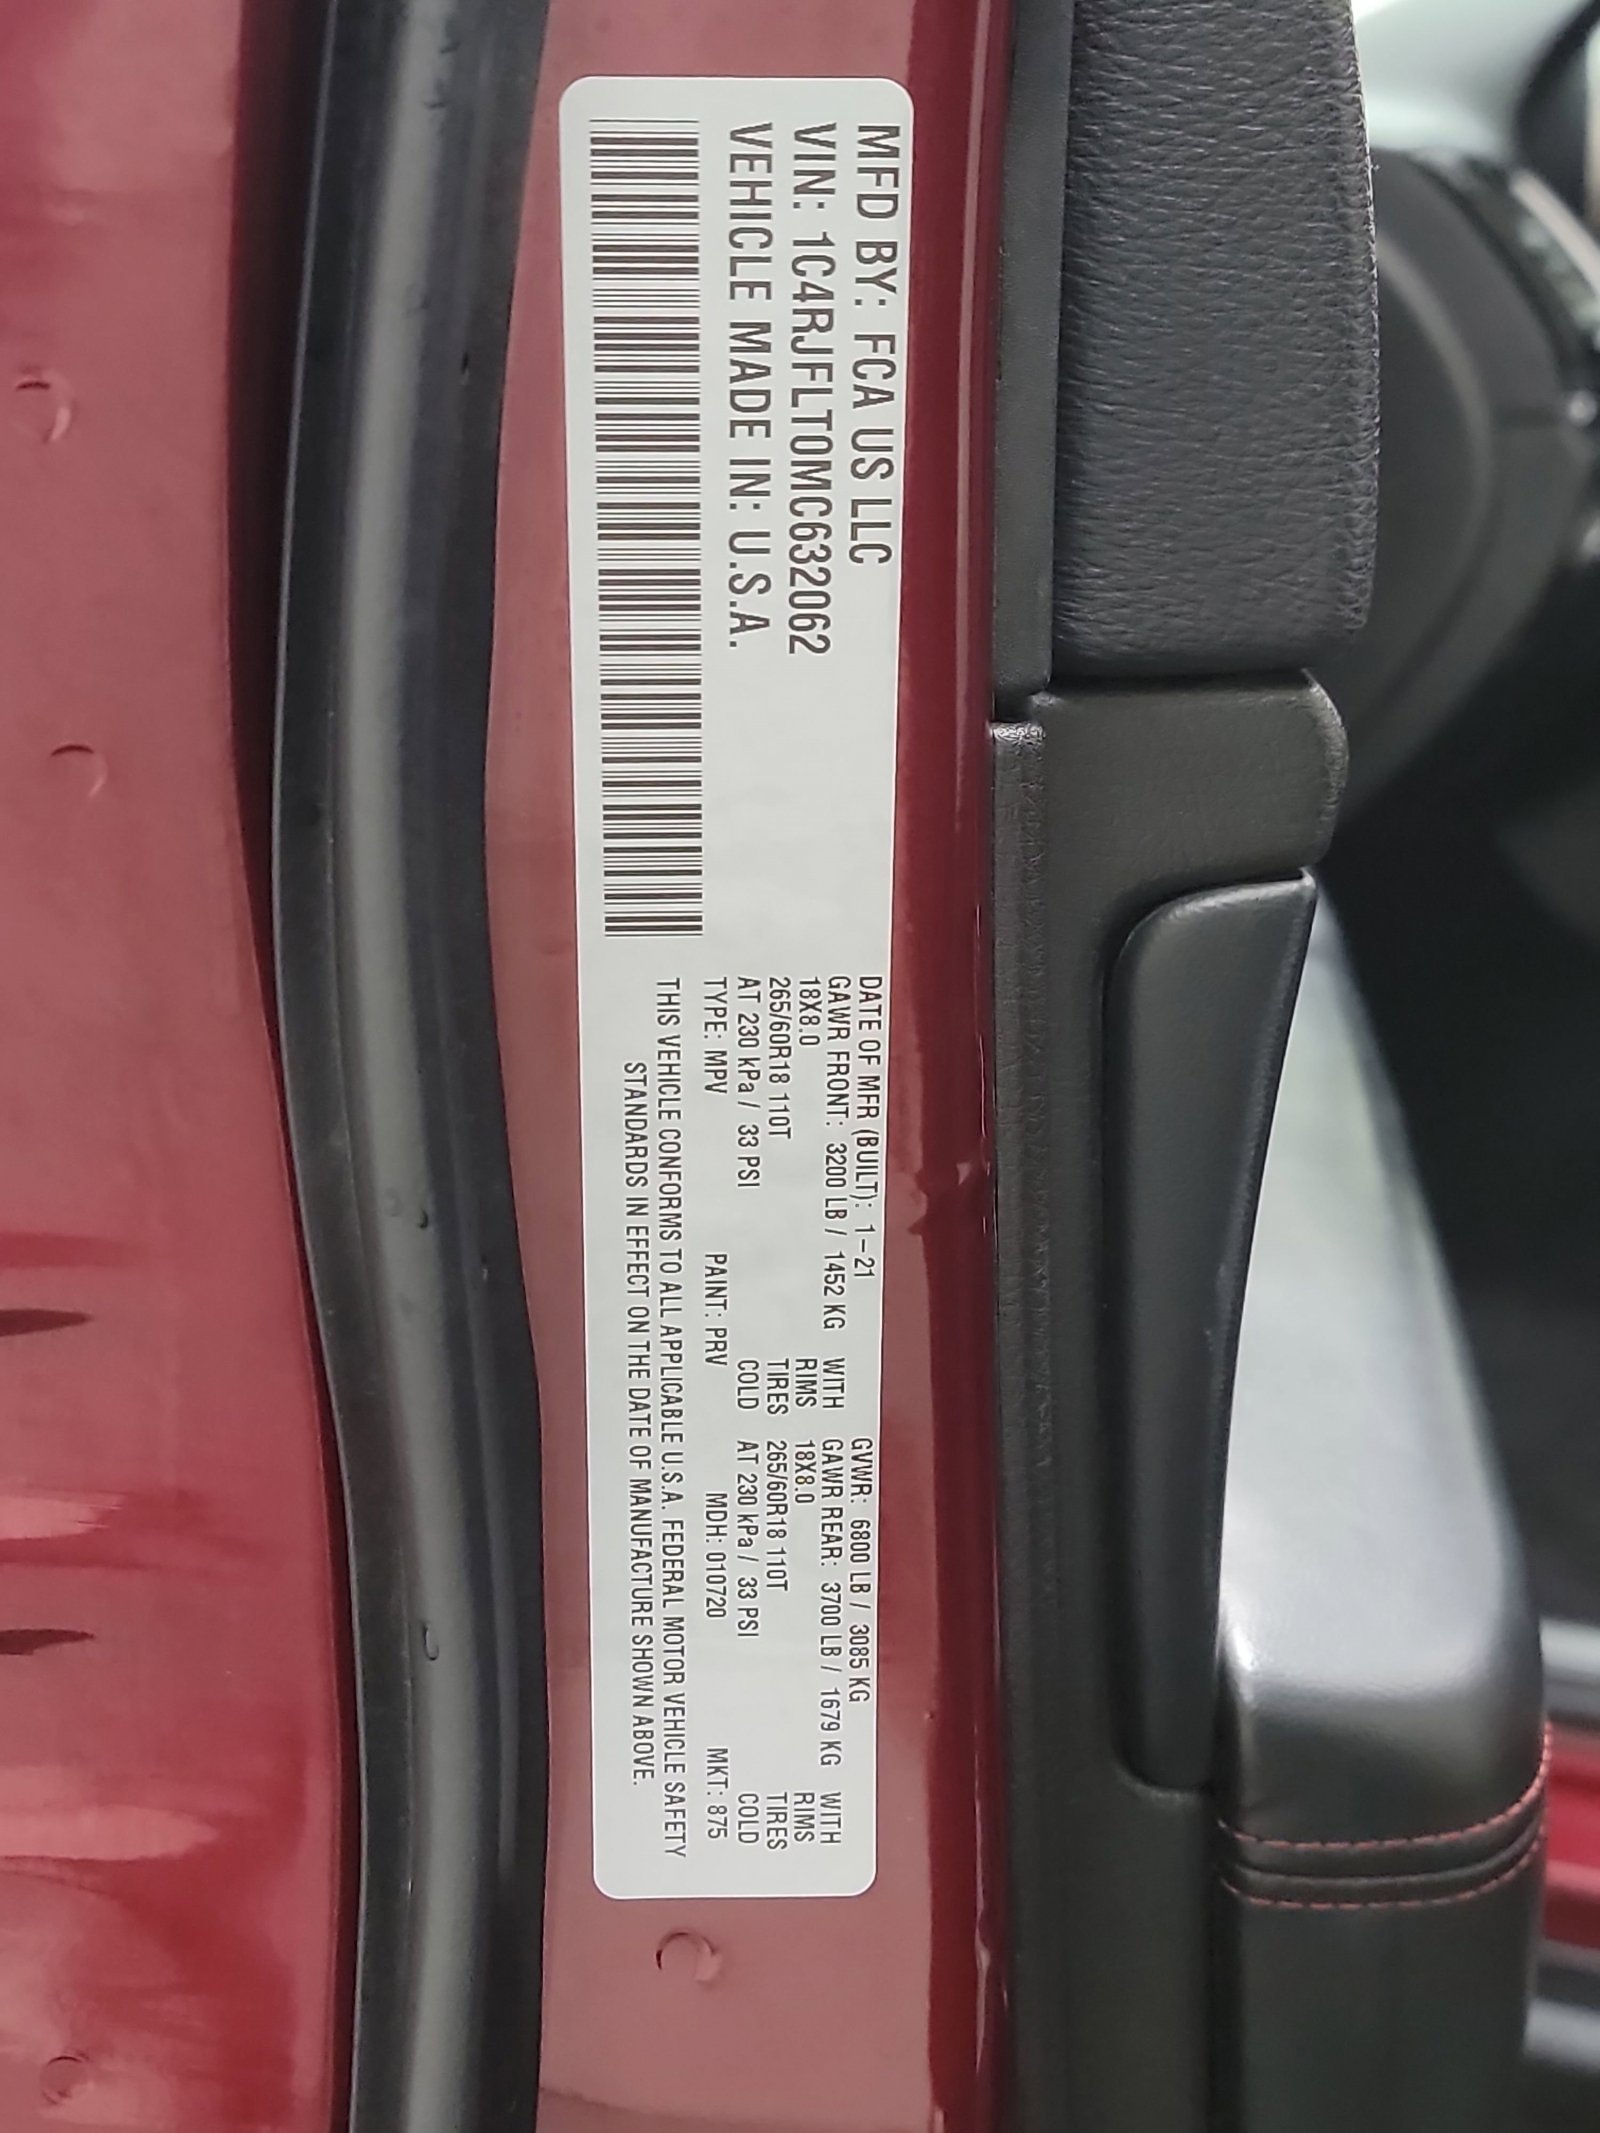 MFD BY: FCA US LLC
VIN: 1C4RJFLT0MC632062
VEHICLE MADE IN: U.S.A.
DATE OF MFR (BUILT): 1-21 GVWR: 6800 LB / 3085 KG
GAWR FRONT: 3200 LB / 1452 KG WITH GAWR REAR: 3700 LB / 1679 KG WITH
18X8.0 RIMS 18X8.0 RIMS
265/60R18 110T TIRES 265/60R18 110T TIRES
AT 230 kPa / 33 PSI COLD AT 230 kPa / 33 PSI COLD
TYPE: MPV PAINT: PRV MDH: 010720 MKT: 875
THIS VEHICLE CONFORMS TO ALL APPLICABLE U.S.A. FEDERAL MOTOR VEHICLE SAFETY
STANDARDS IN EFFECT ON THE DATE OF MANUFACTURE SHOWN ABOVE.